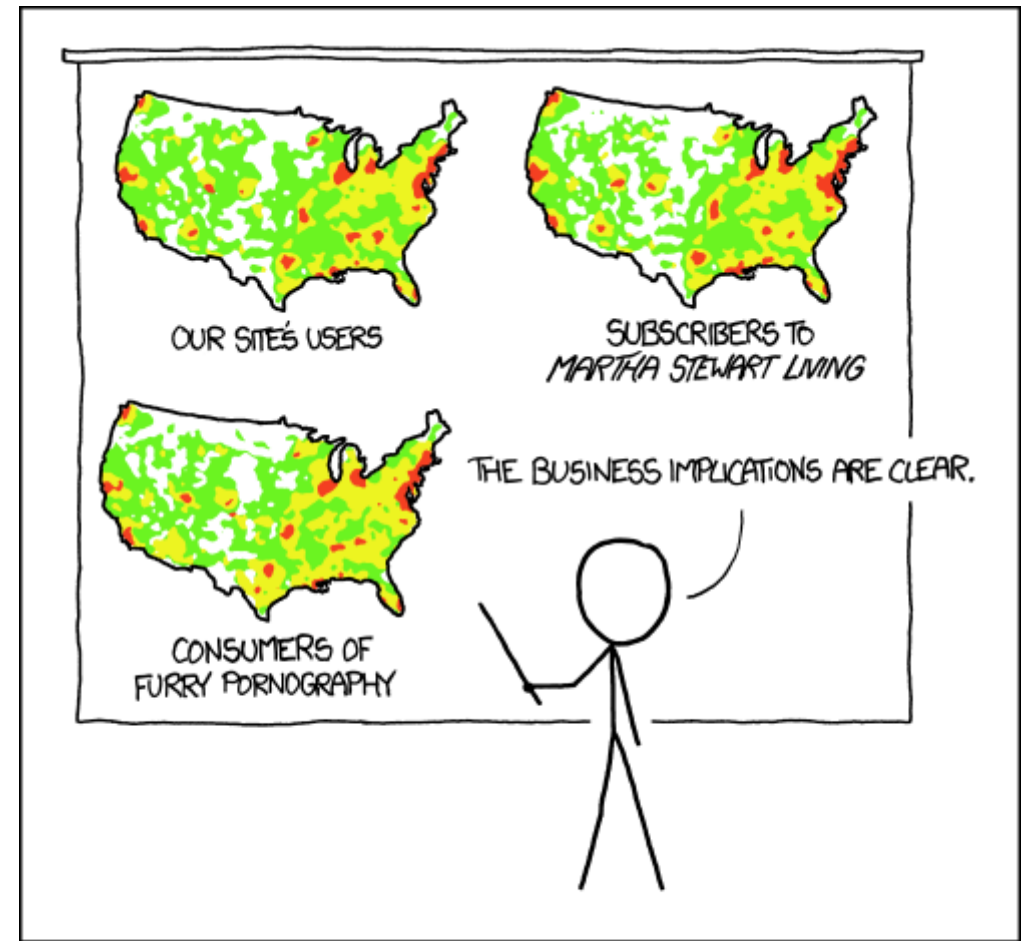 OUR SITE'S USERS
SUBSCRIBERS TO
MARTHA STEWART LIVING
CONSUMERS OF
FURRY PORNOGRAPHY
THE BUSINESS IMPLICATIONS ARE CLEAR.